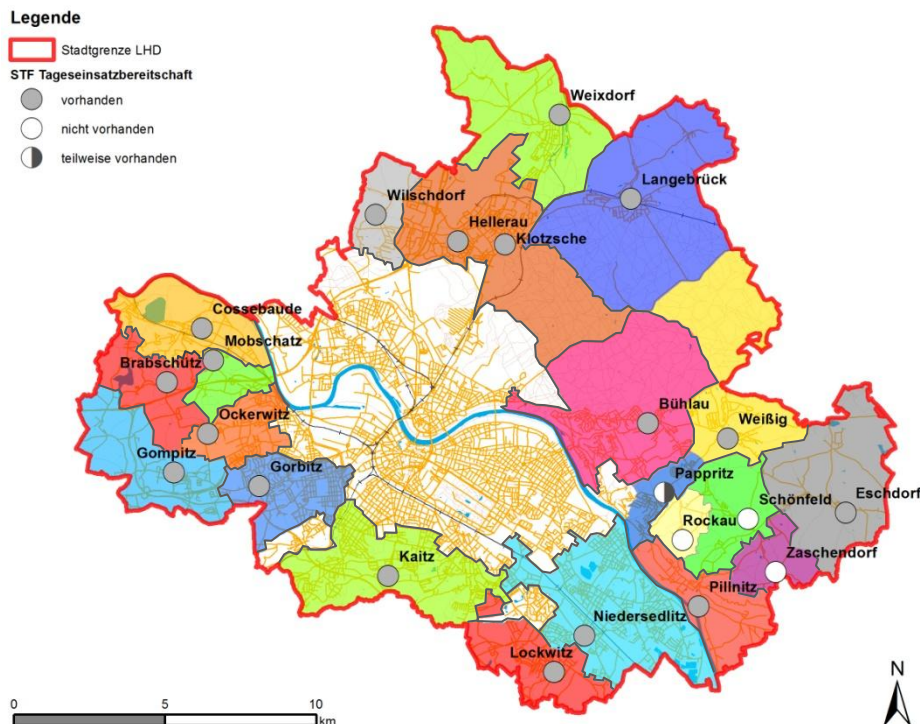 Legende
Stadtgrenze LHD
STF Tageseinsatzbereitschaft
vorhanden
nicht vorhanden
teilweise vorhanden
Weixdorf
Langebrück
Wilschdorf
Hellerau
Klotzsche
Cossebaude
Mobschatz
Brabschütz
Ockerwitz
Gompitz
Gorbitz
Bühlau
Weißig
Pappritz
Schönfeld
Eschdorf
Rockau
Zaschendorf
Kaitz
Pillnitz
Niedersedlitz
Lockwitz
N
0 5 10
km